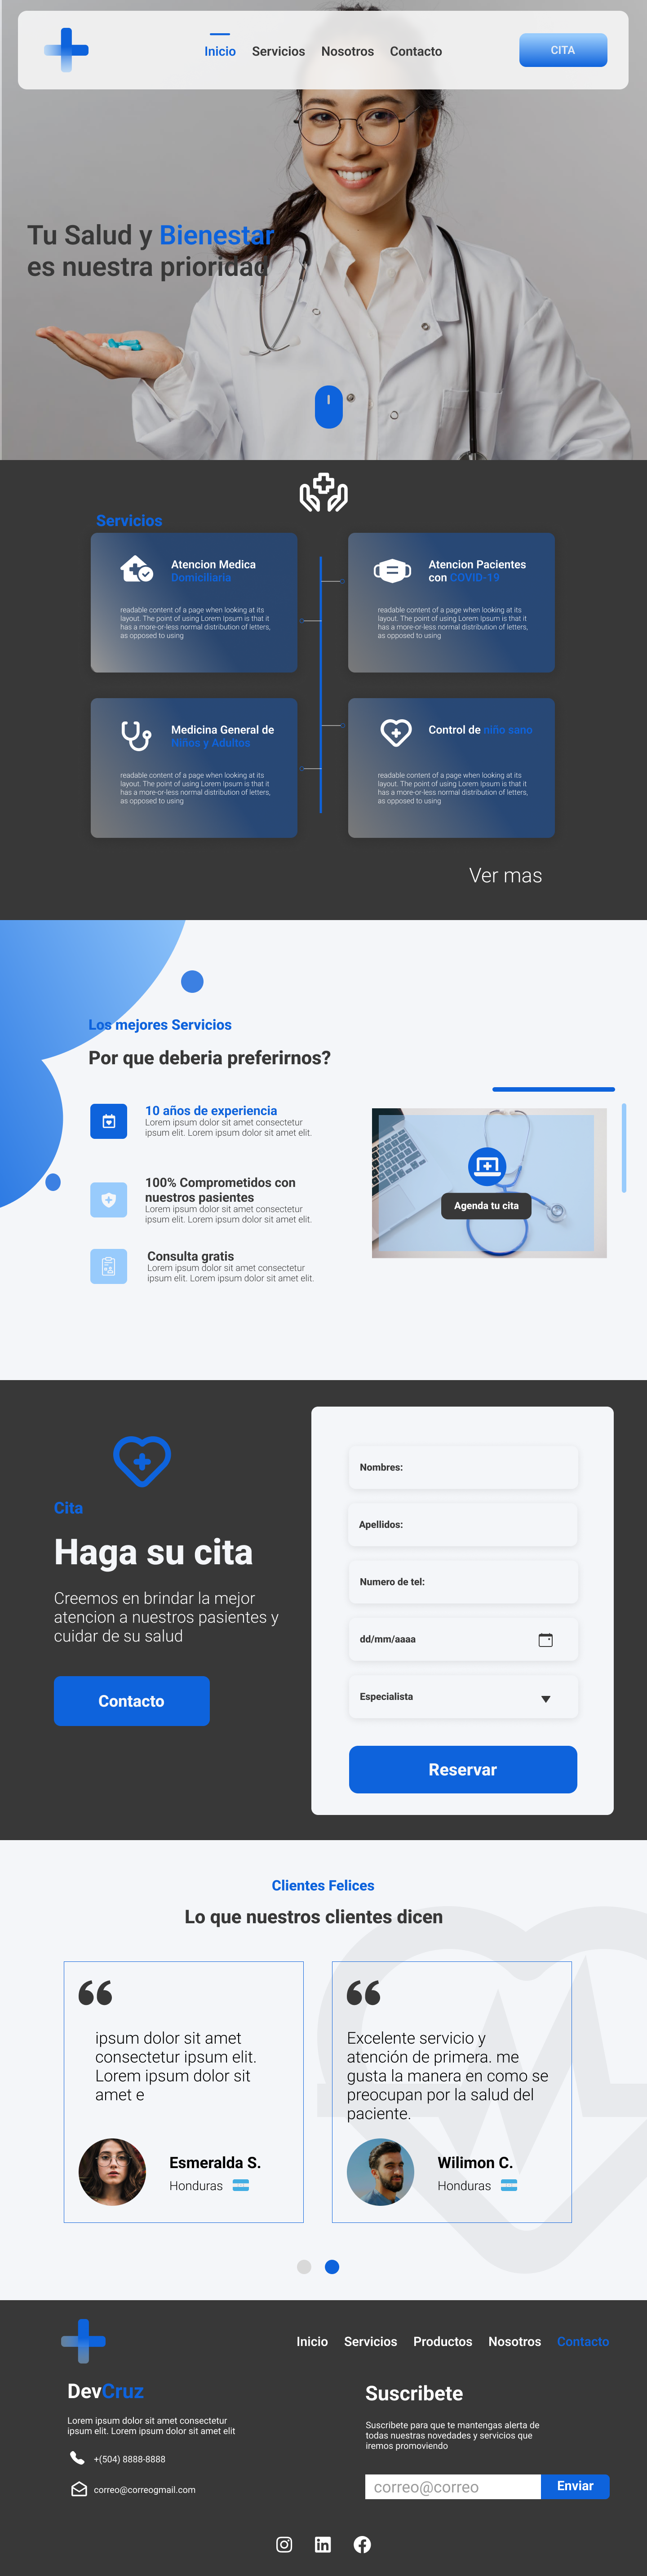 Inicio Servicios Nosotros Contacto CITA
Tu Salud y Bienestar
es nuestra prioridad
Servicios
Atencion Medica
Domiciliaria
readable content of a page when looking at its
layout. The point of using Lorem Ipsum is that it
has a more-or-less normal distribution of letters,
as opposed to using
Atencion Pacientes
con COVID-19
readable content of a page when looking at its
layout. The point of using Lorem Ipsum is that it
has a more-or-less normal distribution of letters,
as opposed to using
Medicina General de
Niños y Adultos
readable content of a page when looking at its
layout. The point of using Lorem Ipsum is that it
has a more-or-less normal distribution of letters,
as opposed to using
Control de niño sano
readable content of a page when looking at its
layout. The point of using Lorem Ipsum is that it
has a more-or-less normal distribution of letters,
as opposed to using
Ver mas
Los mejores Servicios
Por que deberia preferirnos?
10 años de experiencia
Lorem ipsum dolor sit amet consectetur
ipsum elit. Lorem ipsum dolor sit amet elit.
100% Comprometidos con
nuestros pasientes
Lorem ipsum dolor sit amet consectetur
ipsum elit. Lorem ipsum dolor sit amet elit.
Consulta gratis
Lorem ipsum dolor sit amet consectetur
ipsum elit. Lorem ipsum dolor sit amet elit.
Agenda tu cita
Cita
Haga su cita
Creemos en brindar la mejor
atencion a nuestros pasientes y
cuidar de su salud
Contacto
Nombres:
Apellidos:
Numero de tel:
dd/mm/aaaa
Especialista
Reservar
Clientes Felices
Lo que nuestros clientes dicen
ipsum dolor sit amet
consectetur ipsum elit.
Lorem ipsum dolor sit
amet e
Esmeralda S.
Honduras
Excelente servicio y
atención de primera. me
gusta la manera en como se
preocupan por la salud del
paciente.
Wilimon C.
Honduras
Inicio Servicios Productos Nosotros Contacto
DevCruz
Lorem ipsum dolor sit amet consectetur
ipsum elit. Lorem ipsum dolor sit amet elit
+(504) 8888-8888
correo@correogmail.com
Suscribete
Suscribete para que te mantengas alerta de
todas nuestras novedades y servicios que
iremos promoviendo
correo@correo Enviar